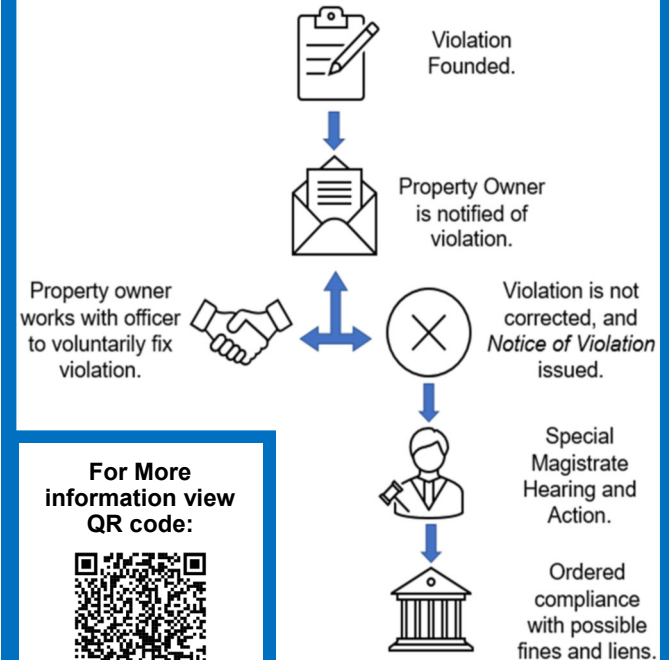 Violation
Founded.
Property Owner
is notified of
violation.
Property owner
works with officer
to voluntarily fix
violation.
Violation is not
corrected, and
Notice of Violation
issued.
Special
Magistrate
Hearing and
Action.
Ordered
compliance
with possible
fines and liens.
For More
information view
QR code: